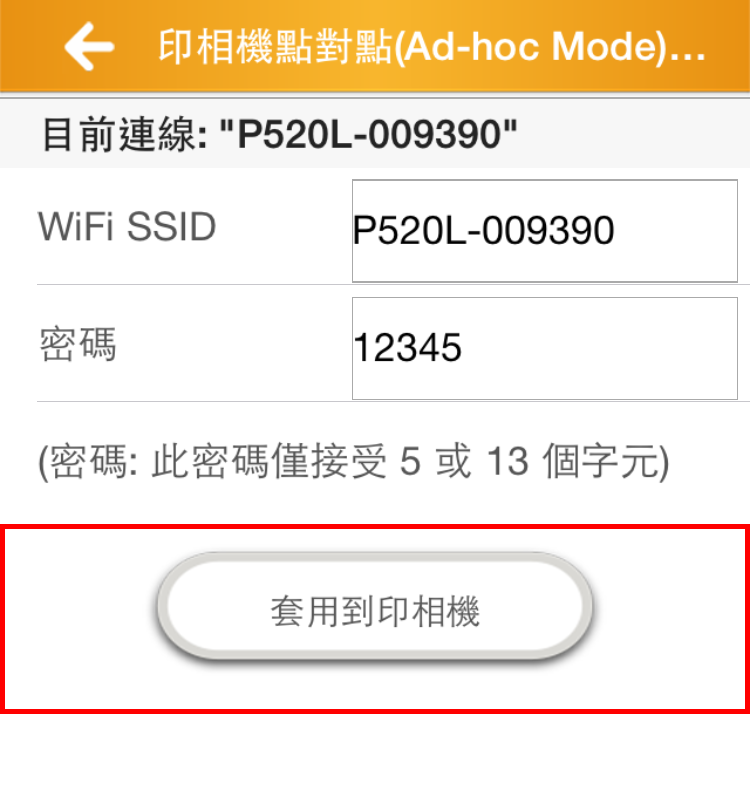 印相機點對點(Ad-hoc Mode)...
目前連線: "P520L-009390"
WiFi SSID
P520L-009390
密碼
12345
(密碼: 此密碼僅接受 5 或 13 個字元)
套用到印相機